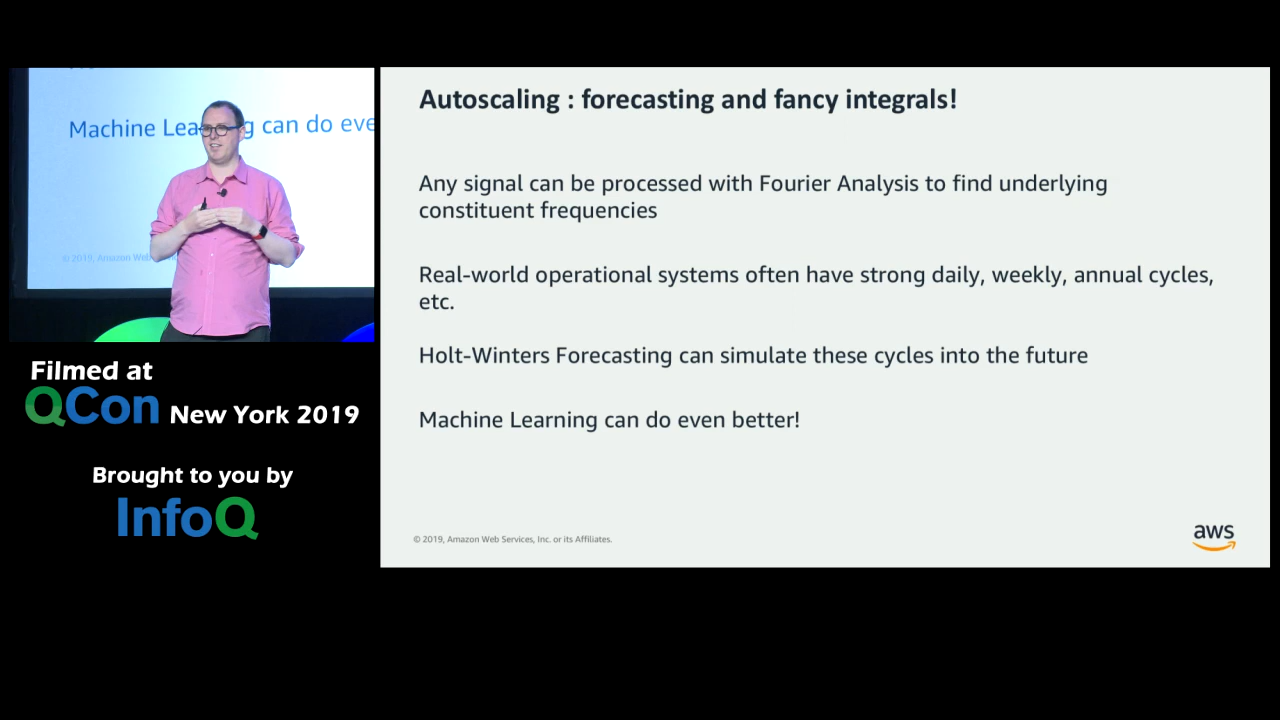 Machine Lea g can do eve
© 2019, Amazon Web
Filmed at
QCon New York 2019
Brought to you by
InfoQ
Autoscaling : forecasting and fancy integrals!
Any signal can be processed with Fourier Analysis to find underlying
constituent frequencies
Real-world operational systems often have strong daily, weekly, annual cycles,
etc.
Holt-Winters Forecasting can simulate these cycles into the future
Machine Learning can do even better!
© 2019, Amazon Web Services, Inc. or its Affiliates.
aws